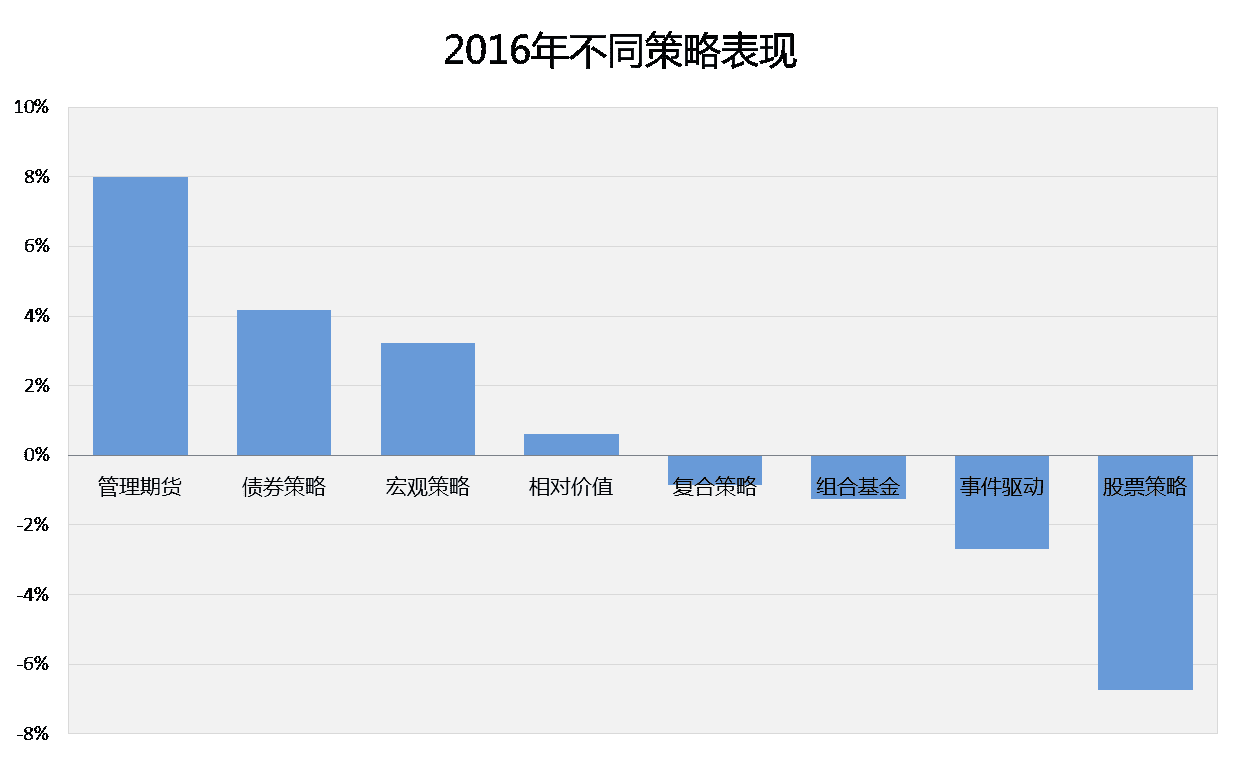 2016年不同策略表现
10%
8%
6%
4%
2%
0%
-2%
-4%
-6%
-8%
管理期货
债券策略
宏观策略
相对价值
复合策略
组合基金
事件驱动
股票策略